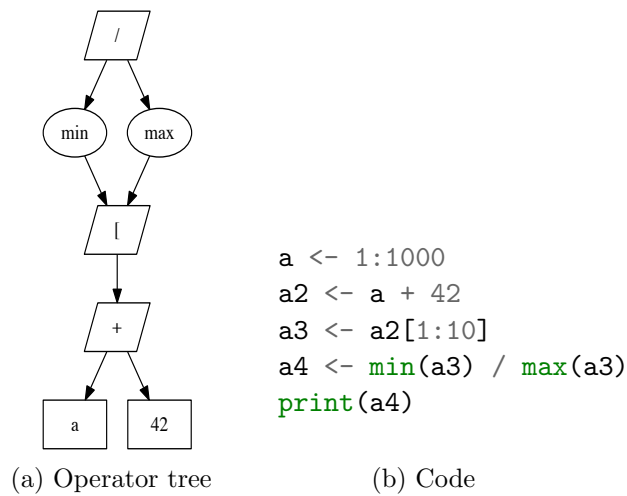 /
min max
[
+
a 42
a <- 1:1000
a2 <- a + 42
a3 <- a2[1:10]
a4 <- min(a3) / max(a3)
print(a4)
(a) Operator tree
(b) Code